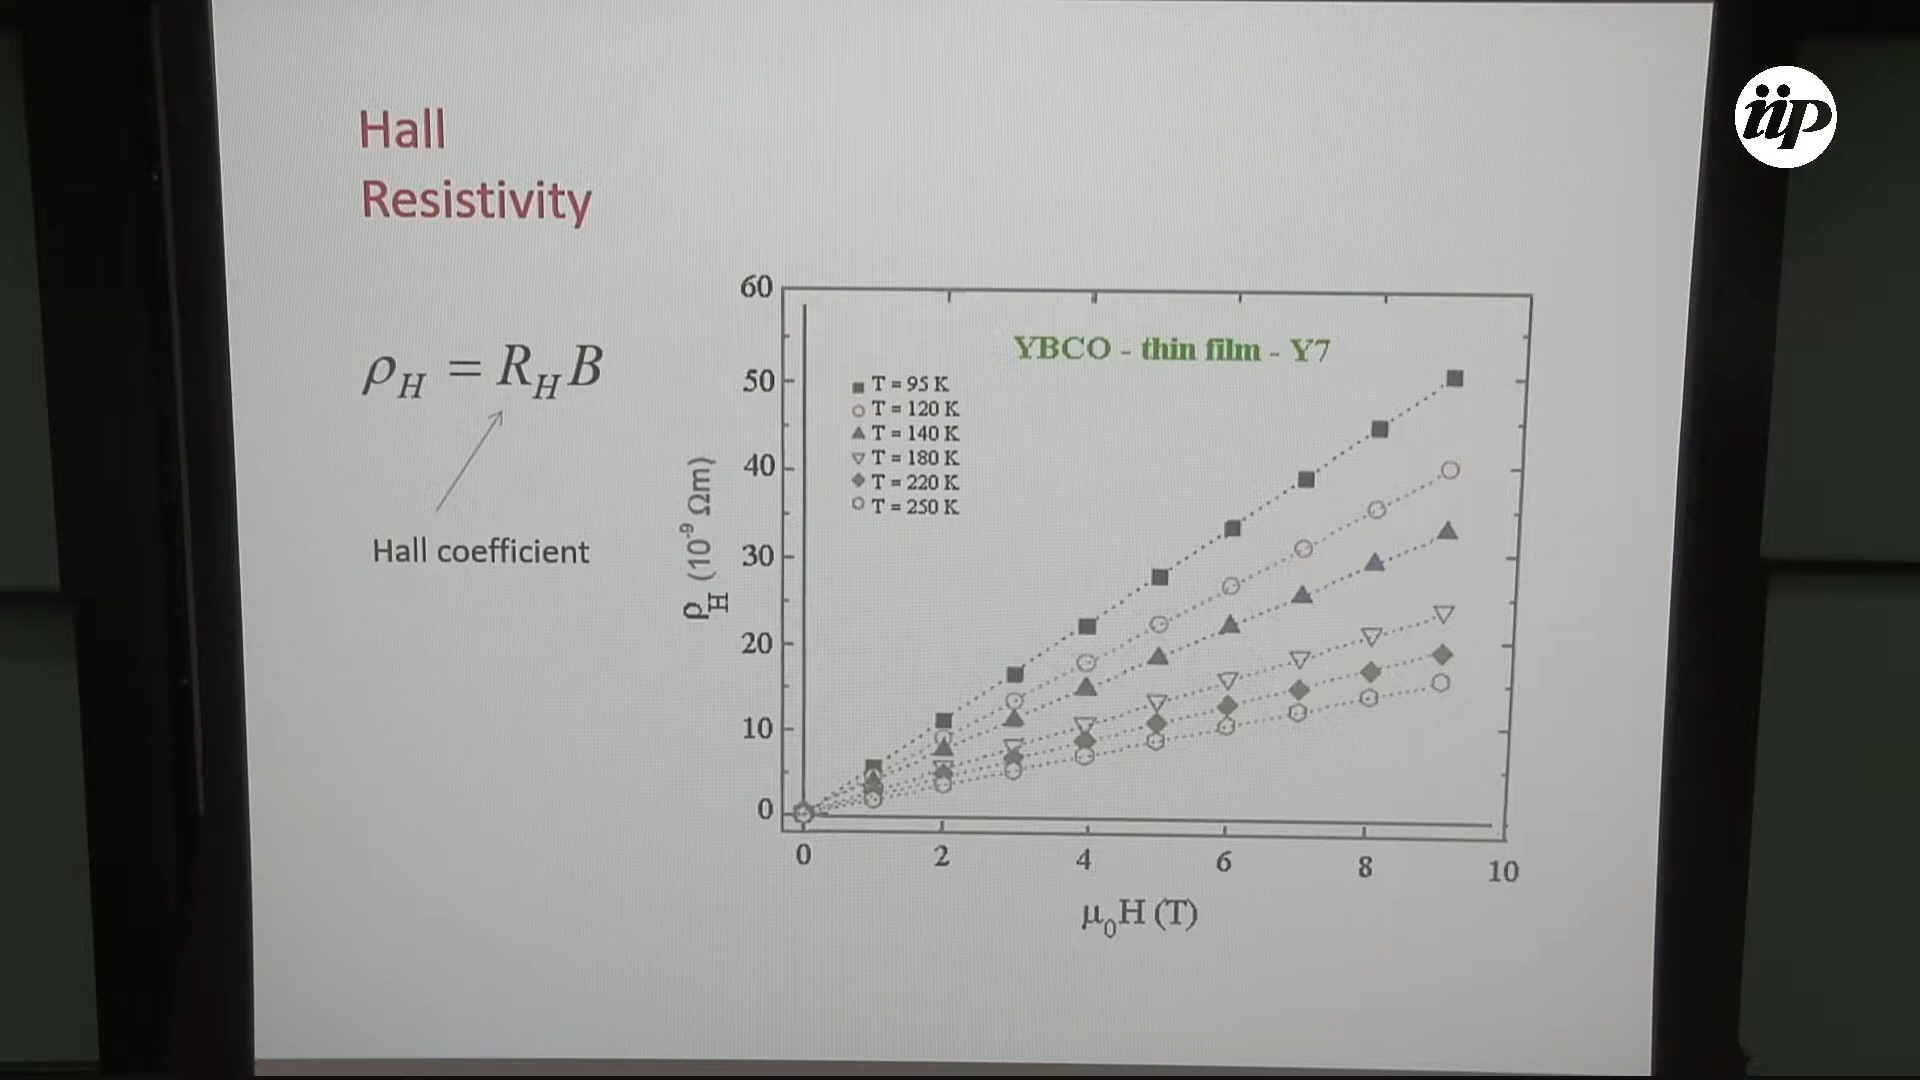 iip
Hall
Resistivity
ρH = RHB
Hall coefficient
YBCO - thin film - Y7
T = 95 K
T = 120 K
T = 140 K
T = 180 K
T = 220 K
T = 250 K
60
50
40
30
20
10
0
ρH (10-9 Ωm)
0 2 4 6 8 10
μ0H (T)